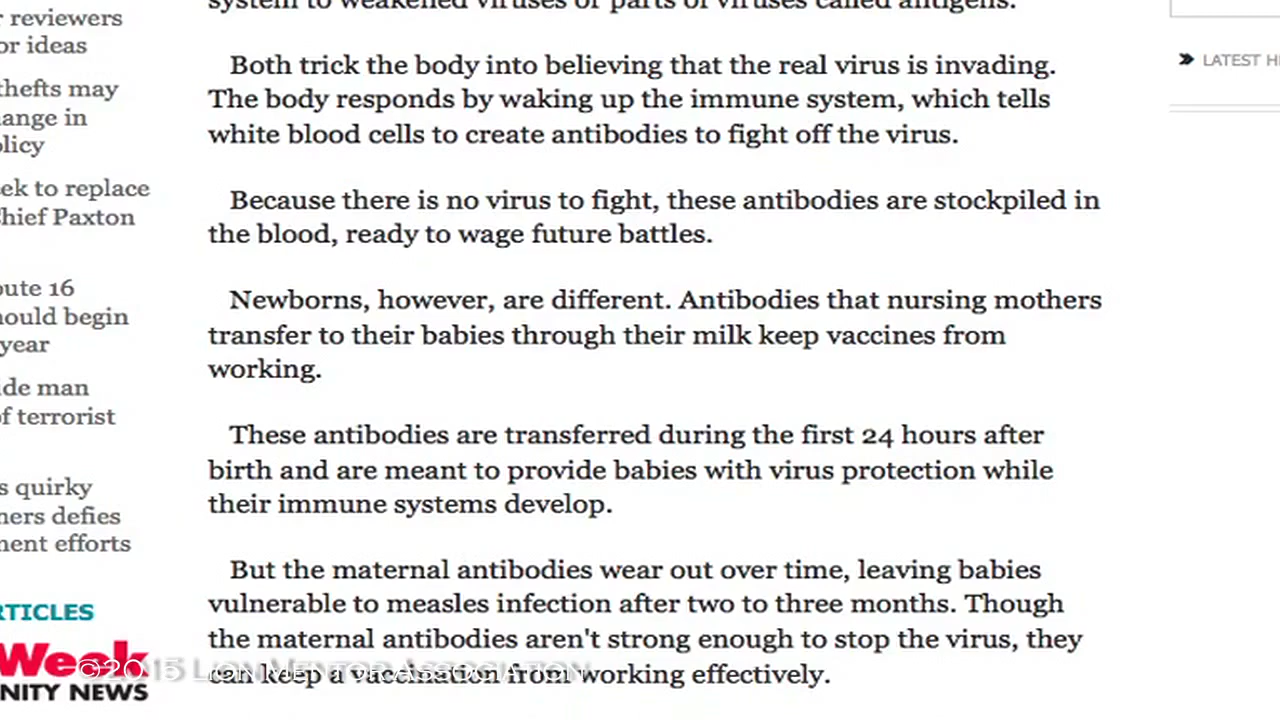 reviewers
or ideas
thefts may
ange in
licy
ek to replace
hief Paxton
oute 16
hould begin
year
ide man
of terrorist
s quirky
ners defies
ment efforts
RTICLES
Week
NITY NEWS
system to weakened viruses or parts of viruses called antigens.
Both trick the body into believing that the real virus is invading.
The body responds by waking up the immune system, which tells
white blood cells to create antibodies to fight off the virus.
Because there is no virus to fight, these antibodies are stockpiled in
the blood, ready to wage future battles.
Newborns, however, are different. Antibodies that nursing mothers
transfer to their babies through their milk keep vaccines from
working.
These antibodies are transferred during the first 24 hours after
birth and are meant to provide babies with virus protection while
their immune systems develop.
But the maternal antibodies wear out over time, leaving babies
vulnerable to measles infection after two to three months. Though
the maternal antibodies aren't strong enough to stop the virus, they
can keep a vaccination from working effectively.
©2015 LION MENTOR ASSOCIATION
» LATEST H